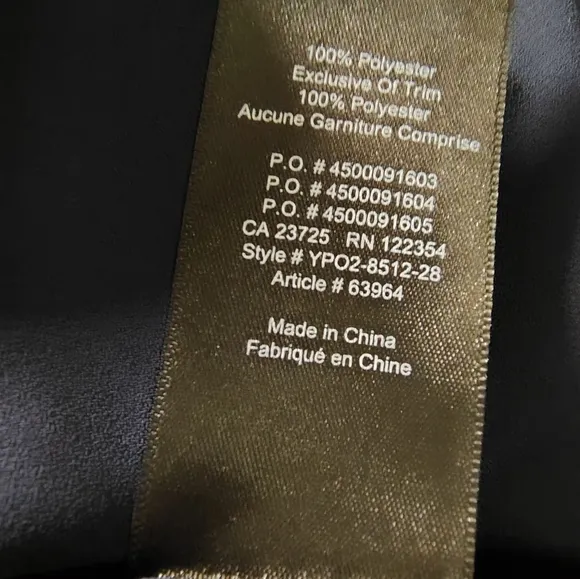 100% Polyester
Exclusive Of Trim
100% Polyester
Aucune Garniture Comprise
P.O. # 4500091603
P.O. # 4500091604
P.O. # 4500091605
CA 23725 RN 122354
Style # YPO2-8512-28
Article # 63964
Made in China
Fabriqué en Chine